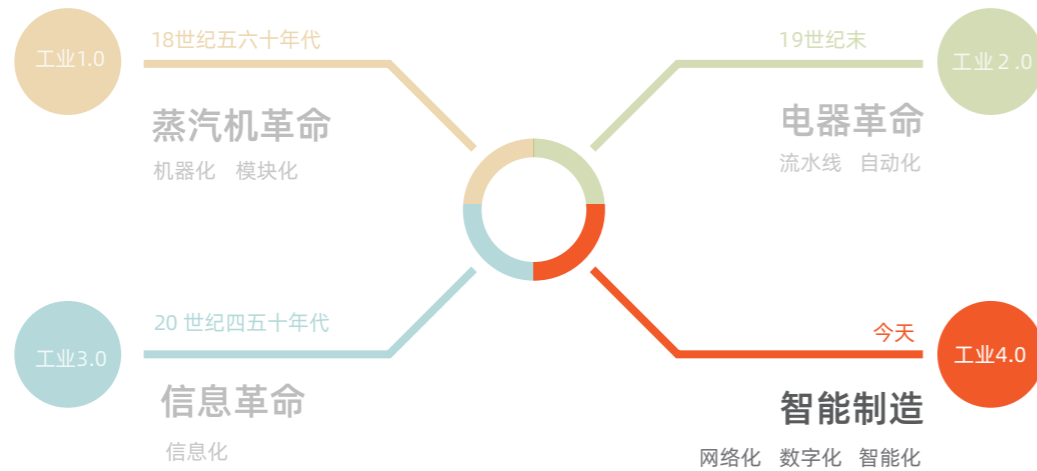 工业1.0
18世纪五六十年代
蒸汽机革命
机器化 模块化
19世纪末
工业2.0
电器革命
流水线 自动化
20 世纪四五十年代
工业3.0
信息革命
信息化
今天
工业4.0
智能制造
网络化 数字化 智能化